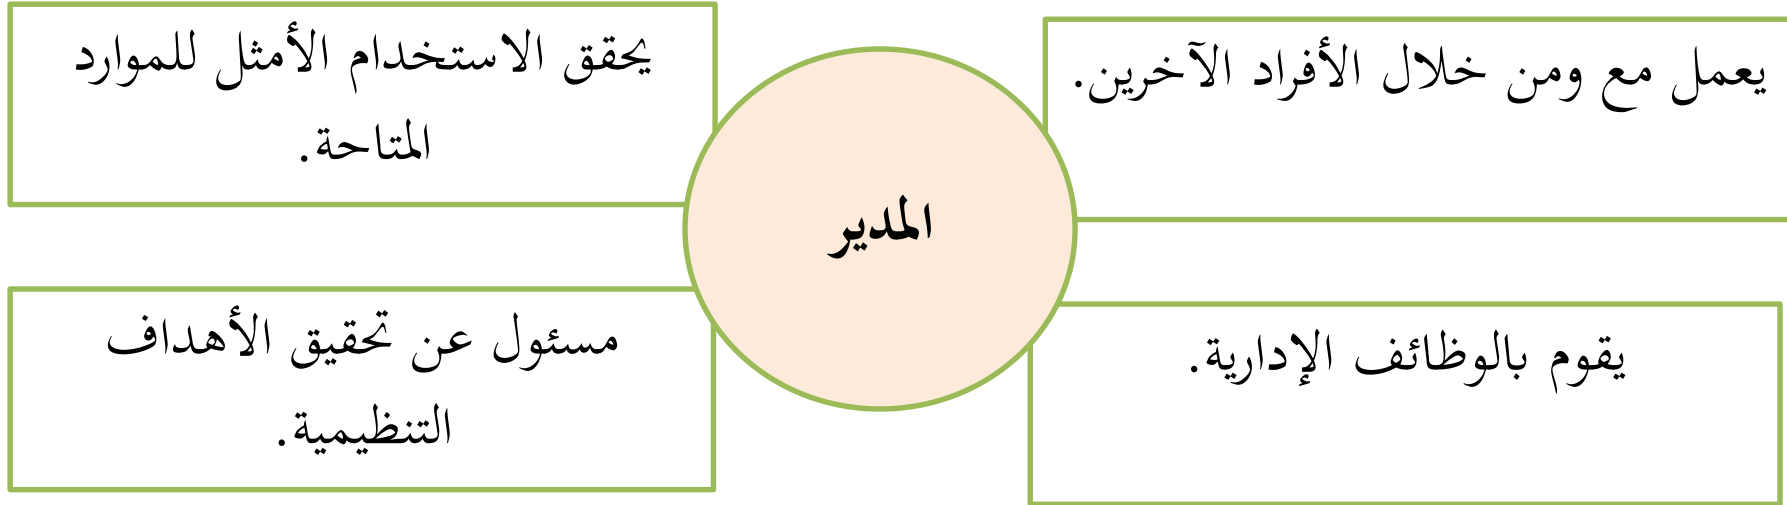 يعمل مع ومن خلال الأفراد الآخرين.
يحقق الاستخدام الأمثل للموارد
المتاحة.
المدير
يقوم بالوظائف الإدارية.
مسئول عن تحقيق الأهداف
التنظيمية.